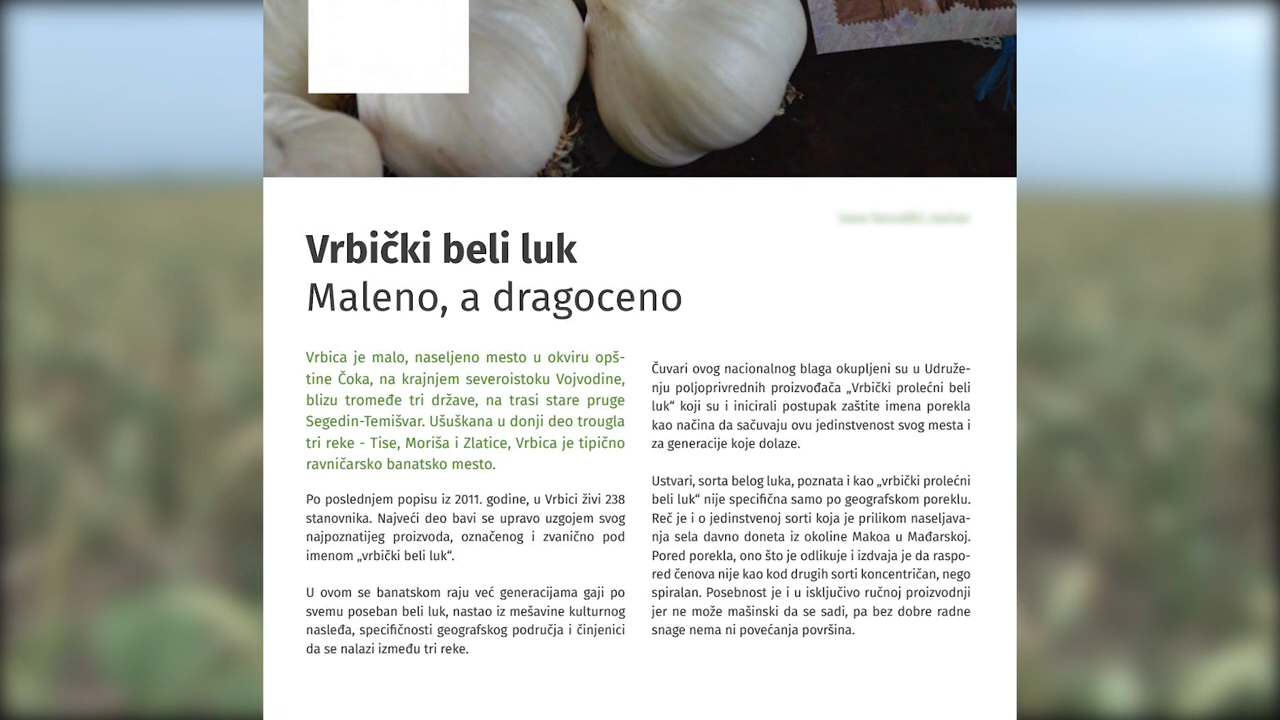 Vrbički beli luk
Maleno, a dragoceno
Vrbica je malo, naseljeno mesto u okviru opš-
tine Čoka, na krajnjem severoistoku Vojvodine,
blizu tromeđe tri države, na trasi stare pruge
Segedin-Temišvar. Ušuškana u donji deo trougla
tri reke - Tise, Moriša i Zlatice, Vrbica je tipično
ravničarsko banatsko mesto.
Po poslednjem popisu iz 2011. godine, u Vrbici živi 238
stanovnika. Najveći deo bavi se upravo uzgojem svog
najpoznatijeg proizvoda, označenog i zvanično pod
imenom „vrbički beli luk“.
U ovom se banatskom raju već generacijama gaji po
svemu poseban beli luk, nastao iz mešavine kulturnog
nasleđa, specifičnosti geografskog područja i činjenici
da se nalazi između tri reke.
Čuvari ovog nacionalnog blaga okupljeni su u Udruže-
nju poljoprivrednih proizvođača „Vrbički prolećni beli
luk“ koji su i inicirali postupak zaštite imena porekla
kao načina da sačuvaju ovu jedinstvenost svog mesta i
za generacije koje dolaze.
Ustvari, sorta belog luka, poznata i kao „vrbički prolećni
beli luk“ nije specifična samo po geografskom poreklu.
Reč je i o jedinstvenoj sorti koja je prilikom naseljava-
nja sela davno doneta iz okoline Makoa u Mađarskoj.
Pored porekla, ono što je odlikuje i izdvaja je da raspo-
red čenova nije kao kod drugih sorti koncentričan, nego
spiralan. Posebnost je i u isključivo ručnoj proizvodnji
jer ne može mašinski da se sadi, pa bez dobre radne
snage nema ni povećanja površina.